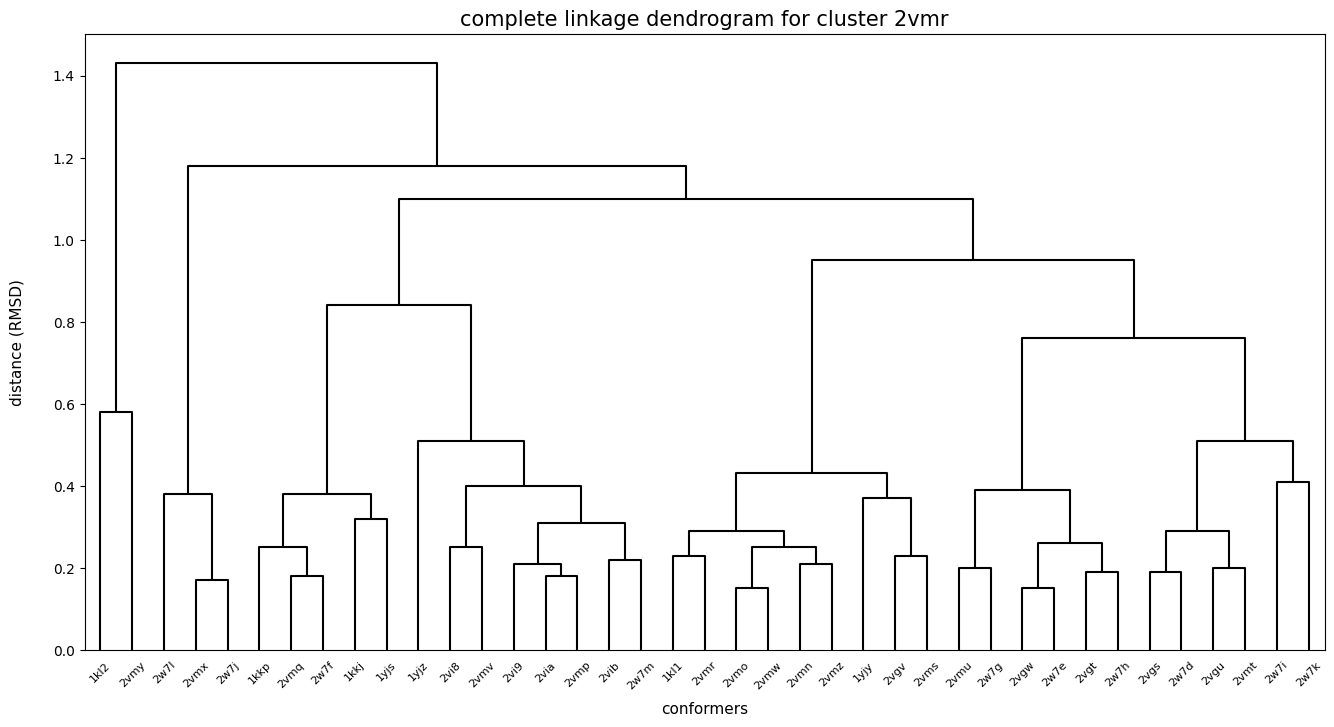 complete linkage dendrogram for cluster 2vmr
1.4
1.2
1.0
0.8
0.6
0.4
0.2
0.0
distance (RMSD)
1kl2 2vmy 2w7l 2vmx 2w7j 1kkp 2vmq 2w7f 1kkj 1yjs 1yjz 2vi8 2vmv 2vi9 2via 2vmp 2vib 2w7m 1kl1 2vmr 2vmo 2vmw 2vmn 2vmz 1yjy 2vgv 2vms 2vmu 2w7g 2vgw 2w7e 2vgt 2w7h 2vgs 2w7d 2vgu 2vmt 2w7i 2w7k
conformers